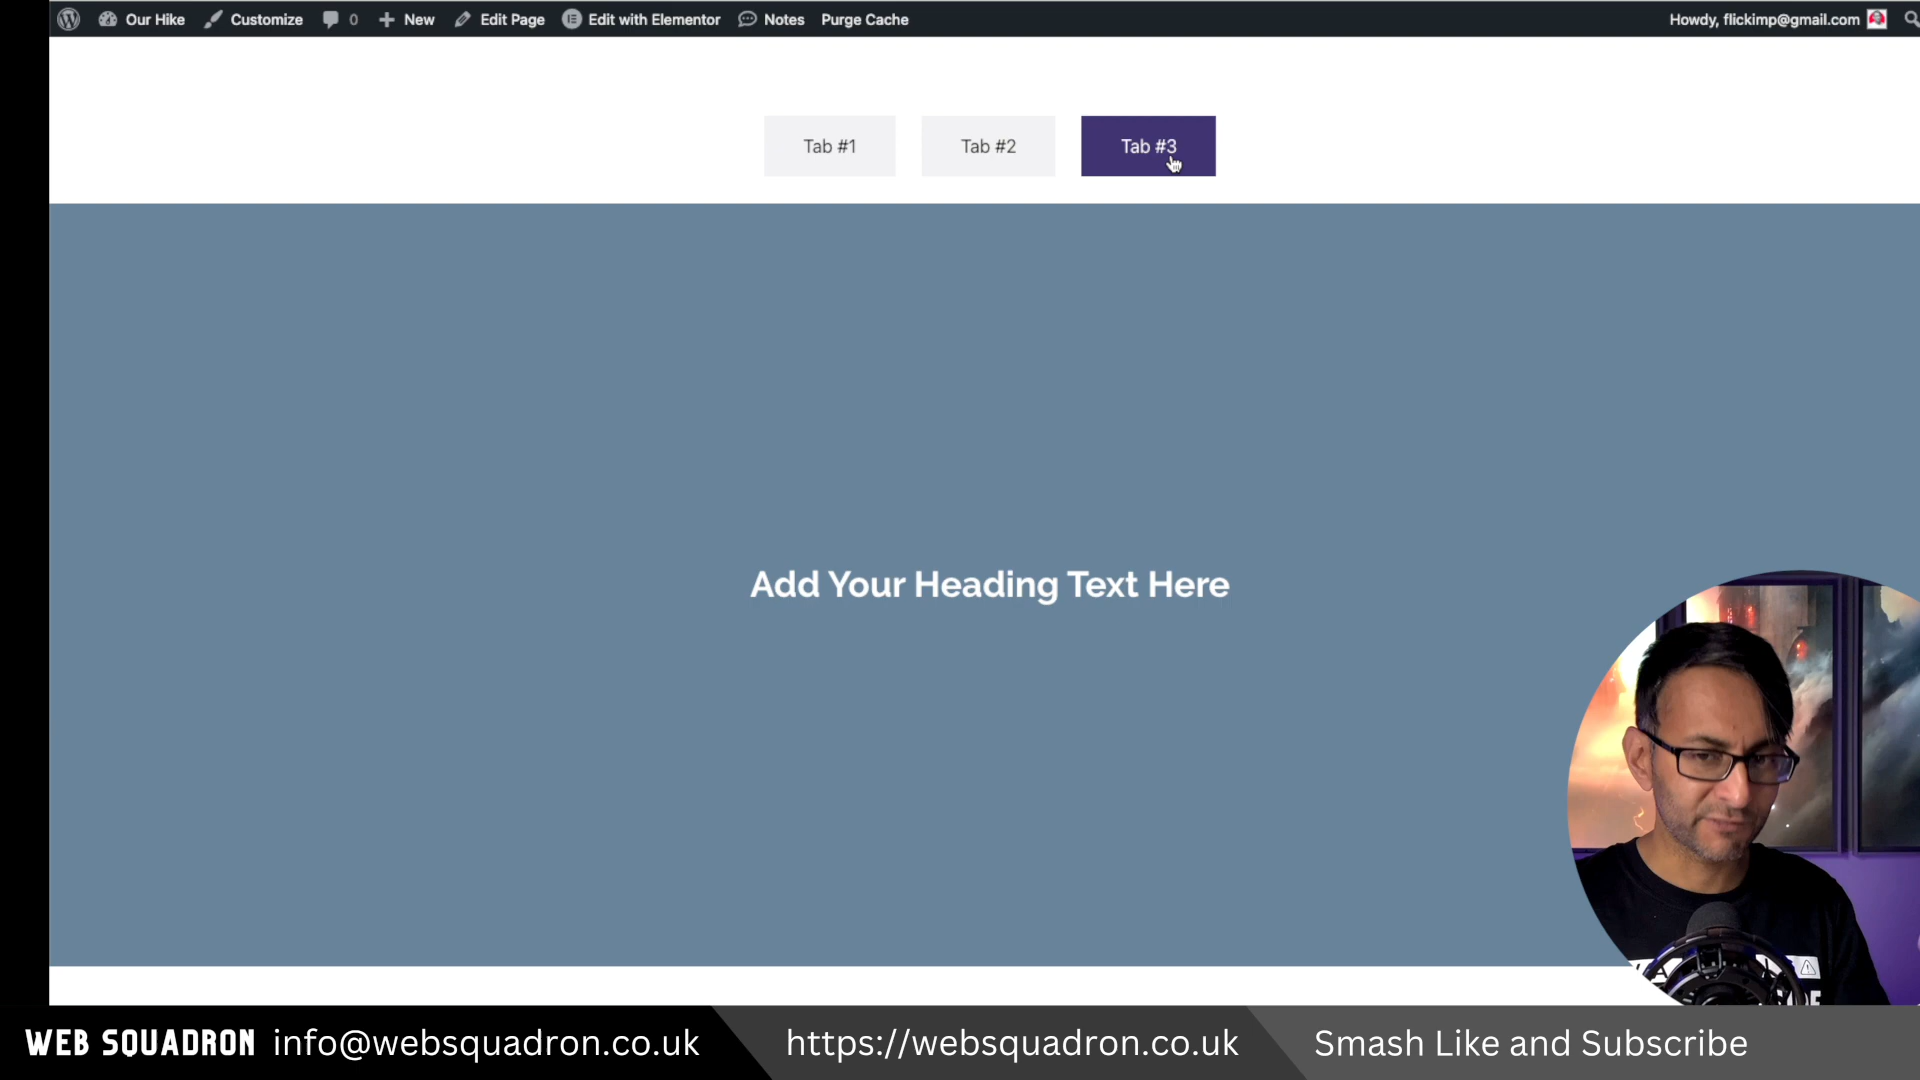 Our Hike Customize 0 New Edit Page Edit with Elementor Notes Purge Cache Howdy, flickimp@gmail.com
Tab #1 Tab #2 Tab #3
Add Your Heading Text Here
WEB SQUADRON info@websquadron.co.uk https://websquadron.co.uk Smash Like and Subscribe